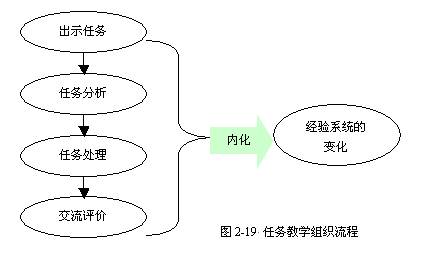 出示任务
任务分析
任务处理
交流评价
内化
经验系统的
变化
图 2-19 任务教学组织流程